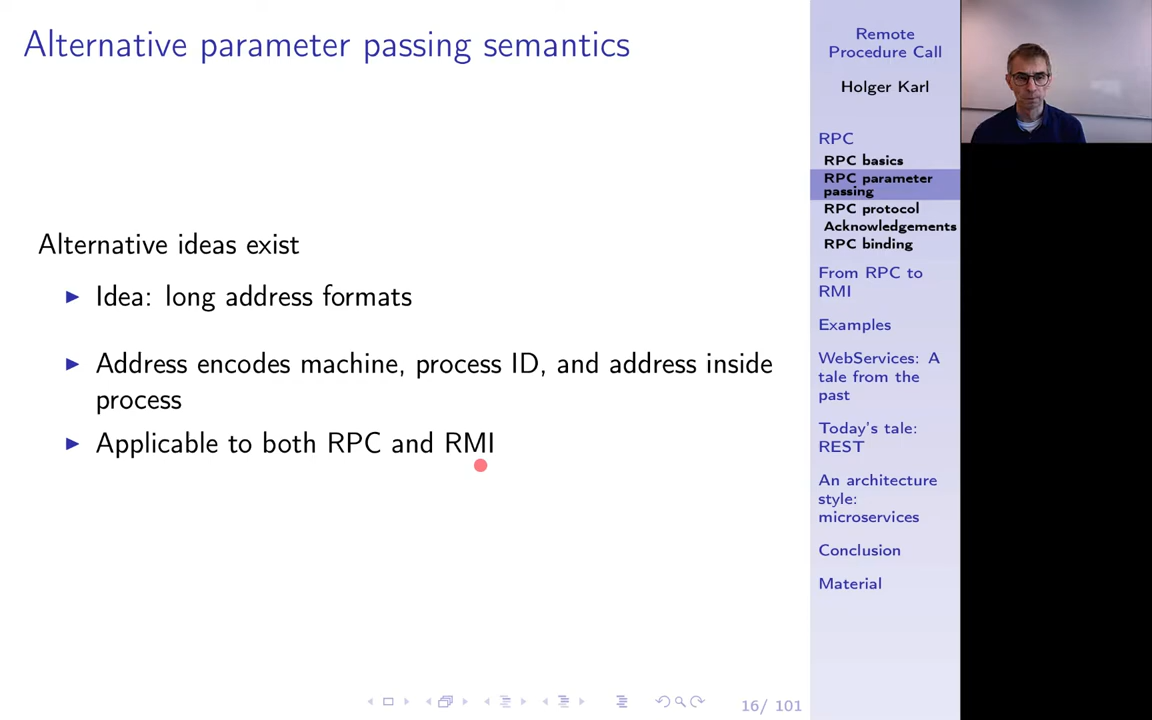 Alternative parameter passing semantics
Alternative ideas exist
Idea: long address formats
Address encodes machine, process ID, and address inside
process
Applicable to both RPC and RMI
Remote
Procedure Call
Holger Karl
RPC
RPC basics
RPC parameter
passing
RPC protocol
Acknowledgements
RPC binding
From RPC to
RMI
Examples
WebServices: A
tale from the
past
Today's tale:
REST
An architecture
style:
microservices
Conclusion
Material
16/ 101